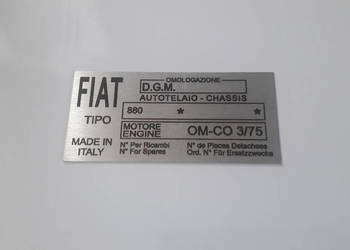 FIAT
OMOLOGAZIONE
D.G.M.
AUTOTELAIO - CHASSIS
TIPO
880 * *
MOTORE
ENGINE
OM-CO 3/75
MADE IN
ITALY
N° Per Ricambi
N° for Spares
N° de Pieces Detachees
Ord. N° Für Ersatzzwecke